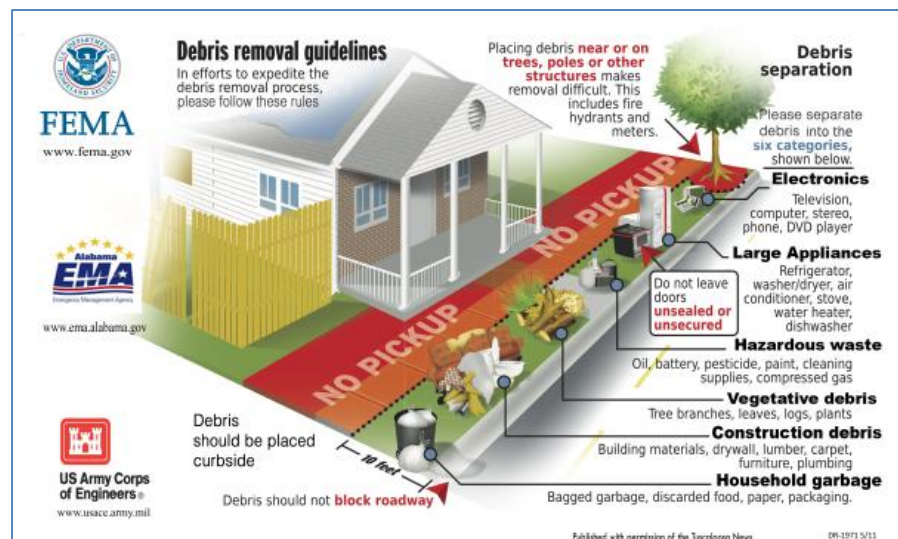 Debris removal guidelines
In efforts to expedite the
debris removal process,
please follow these rules
Placing debris near or on
trees, poles or other
structures makes
removal difficult. This
includes fire
hydrants and
meters.
Debris
separation
Please separate
debris into the
six categories,
shown below.
U.S. DEPARTMENT OF
HOMELAND SECURITY
FEMA
www.fema.gov
Alabama
EMA
Emergency Management Agency
www.ema.alabama.gov
US Army Corps
of Engineers®
www.usace.army.mil
NO PICKUP
NO PICKUP
Electronics
Television,
computer, stereo,
phone, DVD player
Large Appliances
Refrigerator,
washer/dryer, air
conditioner, stove,
water heater,
dishwasher
Do not leave
doors
unsealed or
unsecured
Hazardous waste
Oil, battery, pesticide, paint, cleaning
supplies, compressed gas
Vegetative debris
Tree branches, leaves, logs, plants
Construction debris
Building materials, drywall, lumber, carpet,
furniture, plumbing
Household garbage
Bagged garbage, discarded food, paper, packaging.
Debris
should be placed
curbside
10 feet
Debris should not block roadway
Published with permission of the Tuscaloosa News
DR-1971 5/11